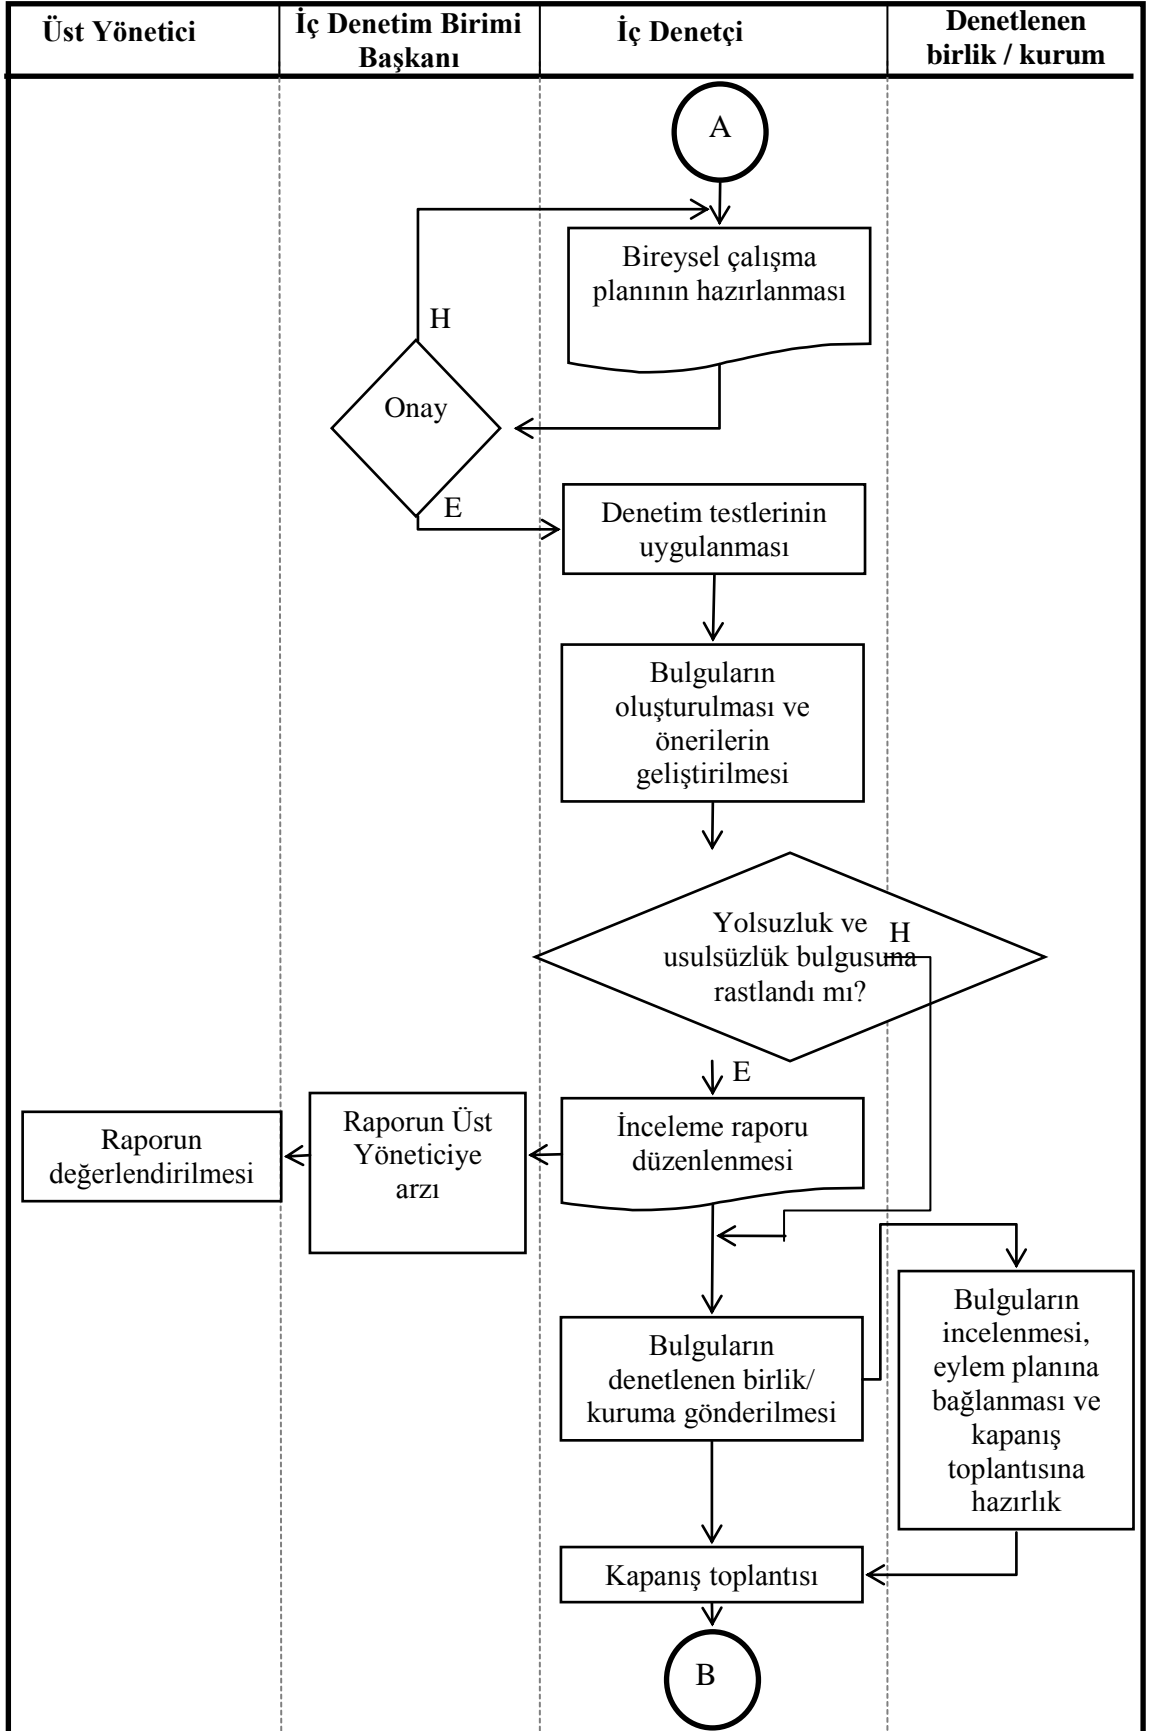 Üst Yönetici
İç Denetim Birimi
Başkanı
İç Denetçi
Denetlenen
birlik / kurum
A
Bireysel çalışma
planının hazırlanması
H
Onay
E
Denetim testlerinin
uygulanması
Bulguların
oluşturulması ve
önerilerin
geliştirilmesi
Yolsuzluk ve
usulsüzlük bulgusuna
rastlandı mı?
H
E
İnceleme raporu
düzenlenmesi
Raporun Üst
Yöneticiye
arzı
Raporun
değerlendirilmesi
Bulguların
denetlenen birlik/
kuruma gönderilmesi
Bulguların
incelenmesi,
eylem planına
bağlanması ve
kapanış
toplantısına
hazırlık
Kapanış toplantısı
B